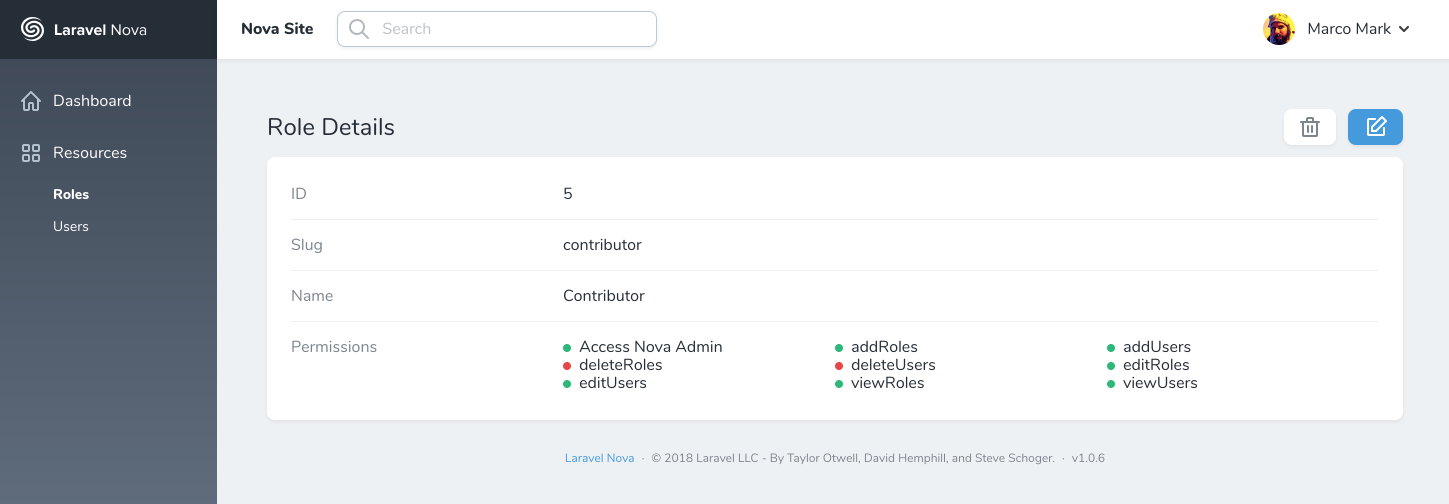 Laravel Nova
Nova Site
Search
Marco Mark
Dashboard
Resources
Roles
Users
Role Details
ID 5
Slug contributor
Name Contributor
Permissions Access Nova Admin addRoles addUsers
deleteRoles deleteUsers editRoles
editUsers viewRoles viewUsers
Laravel Nova · © 2018 Laravel LLC - By Taylor Otwell, David Hemphill, and Steve Schoger. · v1.0.6